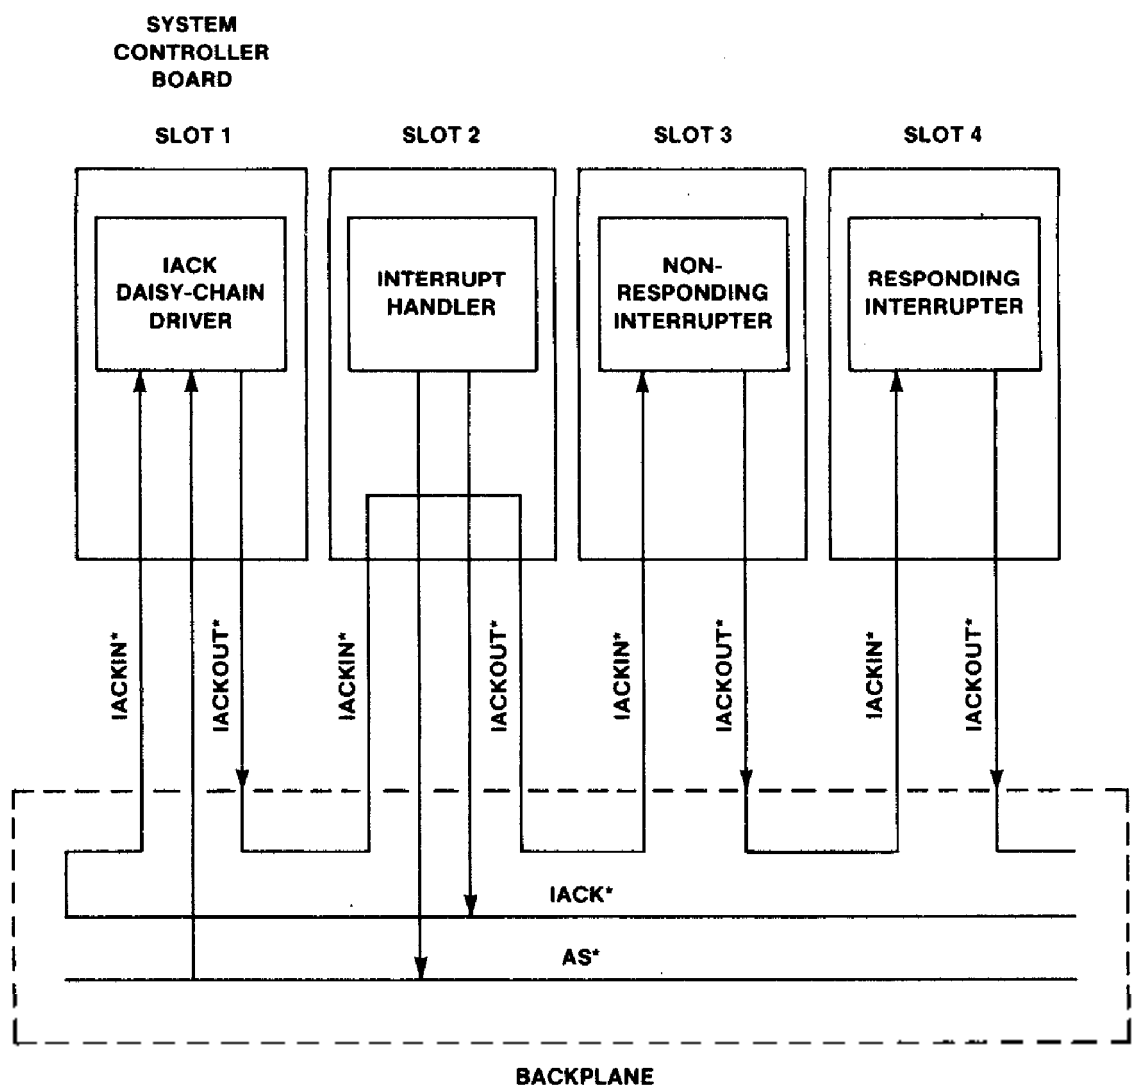 SYSTEM
CONTROLLER
BOARD
SLOT 1
SLOT 2
SLOT 3
SLOT 4
IACK
DAISY-CHAIN
DRIVER
INTERRUPT
HANDLER
NON-
RESPONDING
INTERRUPTER
RESPONDING
INTERRUPTER
IACKIN*
IACKOUT*
IACKIN*
IACKOUT*
IACKIN*
IACKOUT*
IACKIN*
IACKOUT*
IACK*
AS*
BACKPLANE